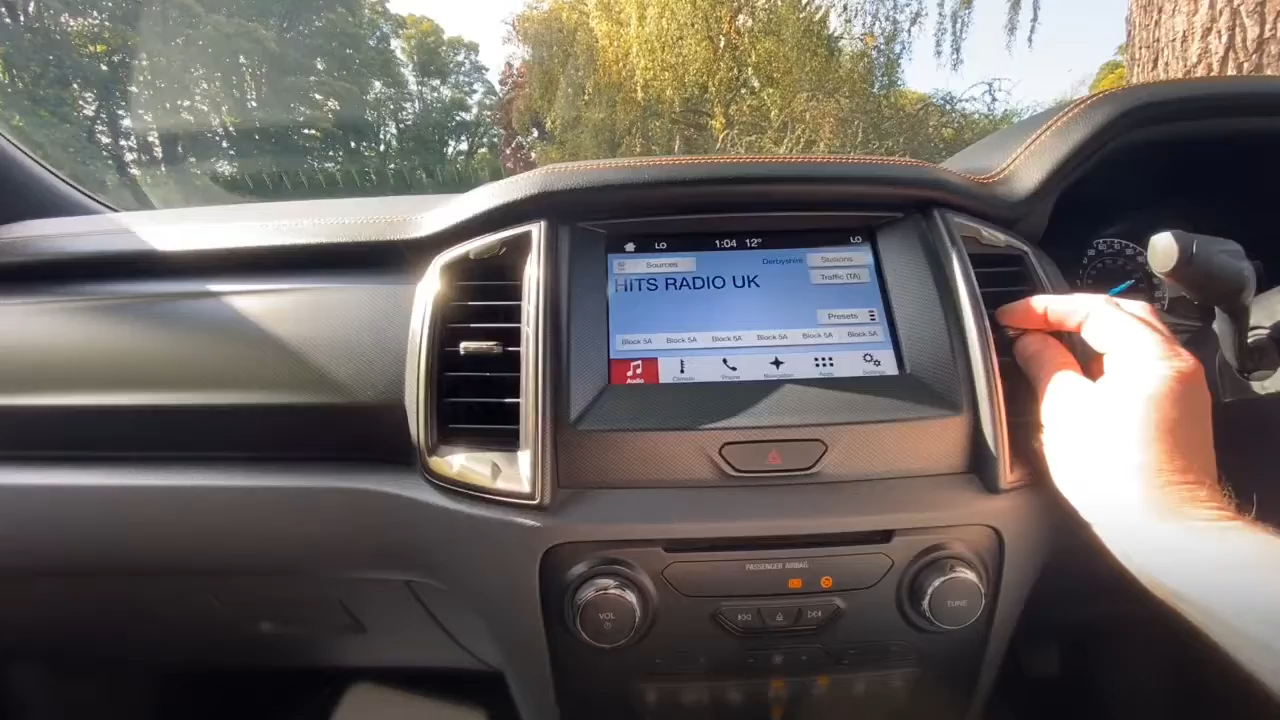 LO 1:04 12° LO
Sources Derbyshire Stations
HITS RADIO UK Traffic (TA)
Presets
Block 5A Block 5A Block 5A Block 5A Block 5A Block 5A
Audio Climate Phone Navigation Apps Settings
PASSENGER AIRBAG
VOL
TUNE